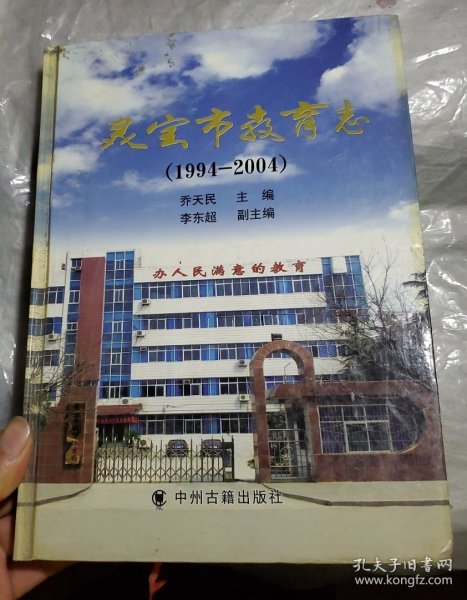 灵宝市教育志
(1994—2004)
乔天民 主编
李东超 副主编
办人民满意的教育
中州古籍出版社
孔夫子旧书网
www.kongfz.com